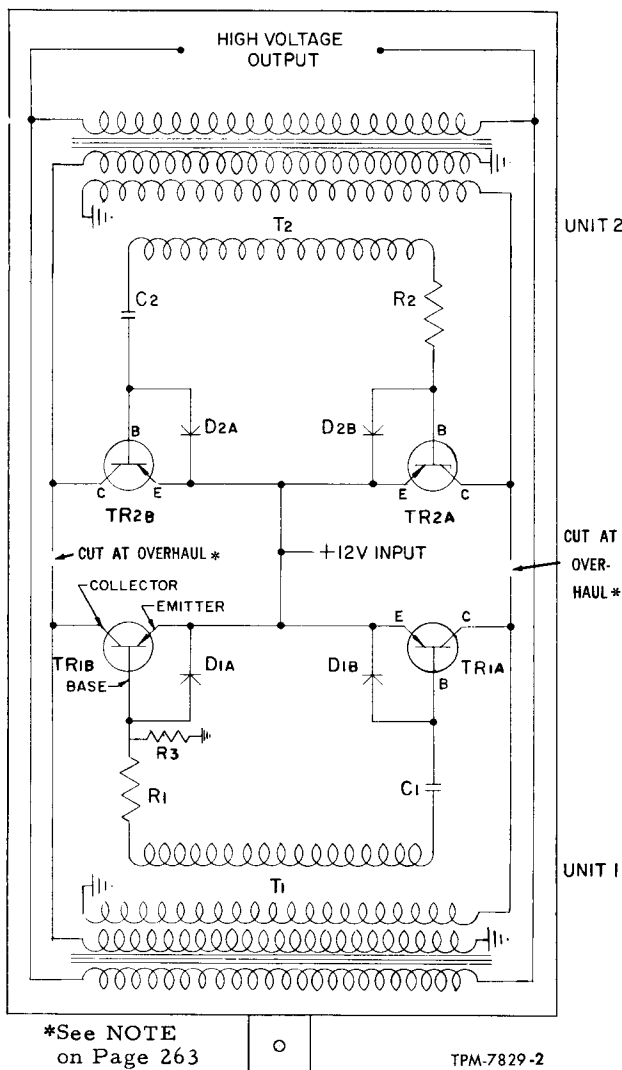 HIGH VOLTAGE
OUTPUT
T2
UNIT 2
C2
R2
D2A
D2B
B
B
C
E
E
C
TR2B
TR2A
CUT AT OVERHAUL *
+12V INPUT
CUT AT
OVER-
HAUL *
COLLECTOR
EMITTER
E
C
TR1B
D1A
D1B
TR1A
BASE
B
R3
R1
C1
T1
UNIT 1
*See NOTE
on Page 263
TPM-7829-2